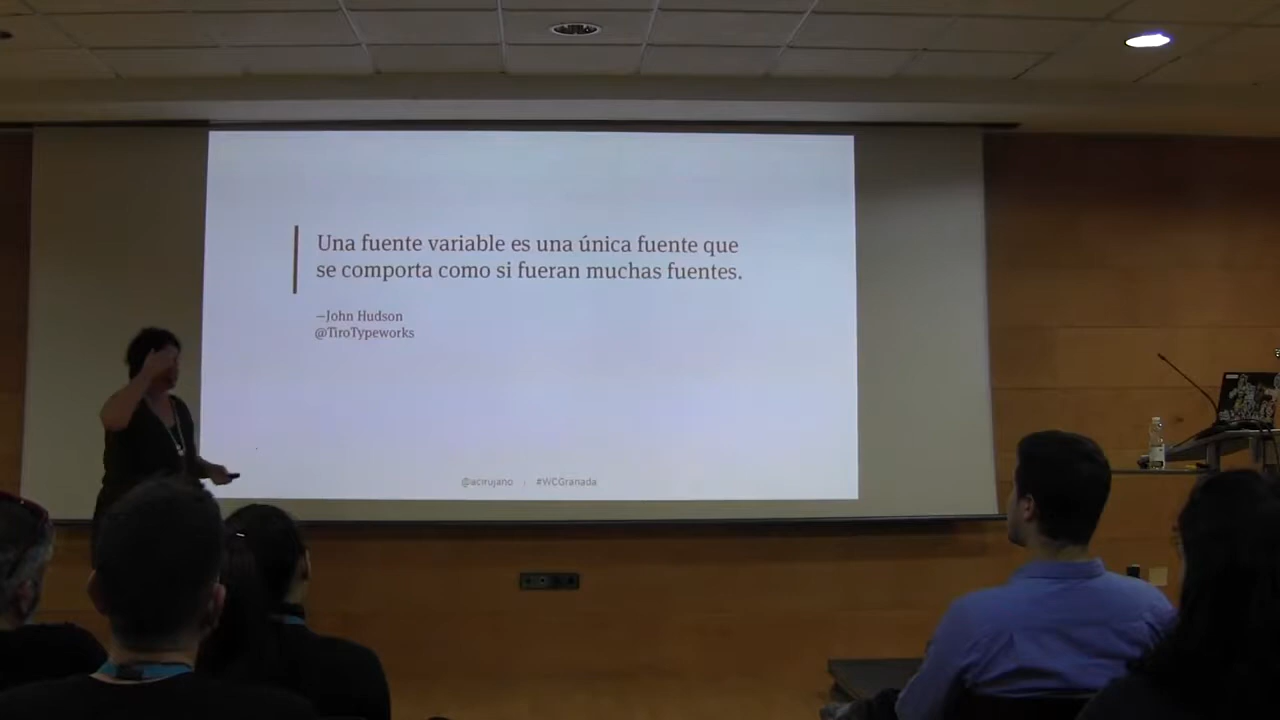 Una fuente variable es una única fuente que
se comporta como si fueran muchas fuentes.
—John Hudson
@TiroTypeworks
@acirujano | #WCGranada